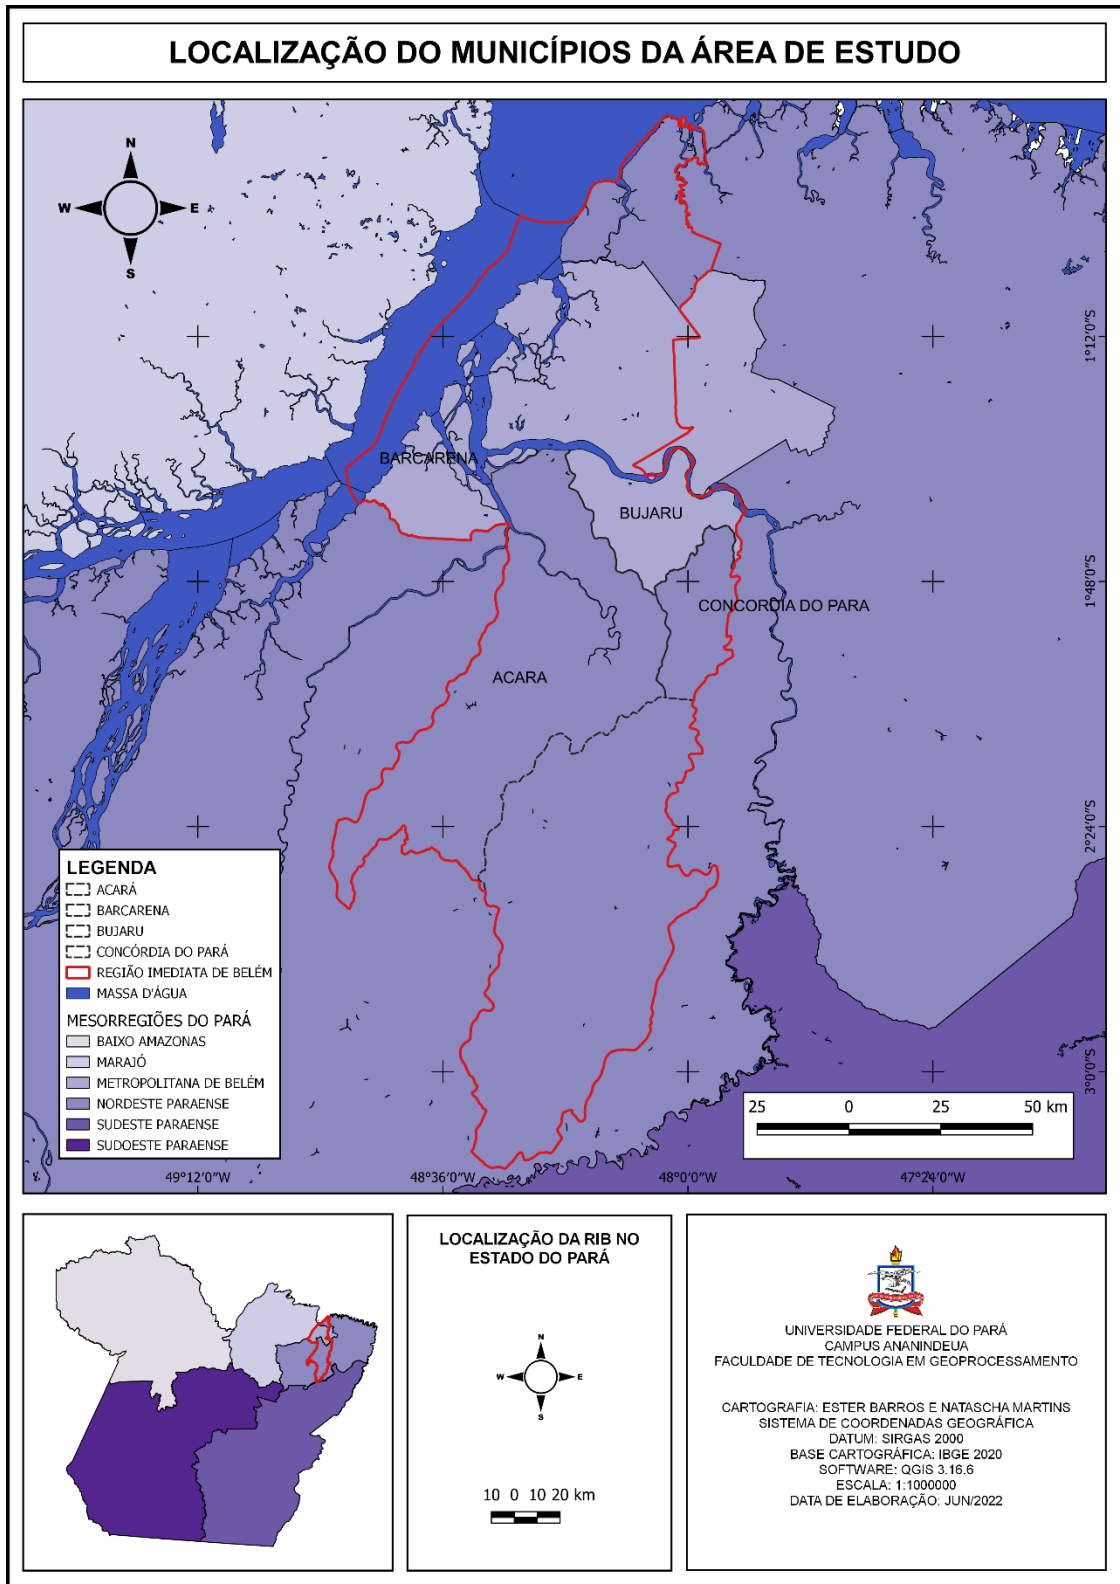 LOCALIZAÇÃO DO MUNICÍPIOS DA ÁREA DE ESTUDO
N
W
E
S
1°12'0"S
BARCARENA
BUJARU
1°48'0"S
CONCORDIA DO PARA
ACARA
2°24'0"S
LEGENDA
ACARÁ
BARCARENA
BUJARU
CONCÓRDIA DO PARÁ
REGIÃO IMEDIATA DE BELÉM
MASSA D'ÁGUA
MESORREGIÕES DO PARÁ
BAIXO AMAZONAS
MARAJÓ
METROPOLITANA DE BELÉM
NORDESTE PARAENSE
SUDESTE PARAENSE
SUDOESTE PARAENSE
3°0'0"S
25 0 25 50 km
49°12'0"W 48°36'0"W 48°0'0"W 47°24'0"W
LOCALIZAÇÃO DA RIB NO
ESTADO DO PARÁ
N
W
E
S
10 0 10 20 km
UNIVERSIDADE FEDERAL DO PARÁ
CAMPUS ANANINDEUA
FACULDADE DE TECNOLOGIA EM GEOPROCESSAMENTO
CARTOGRAFIA: ESTER BARROS E NATASCHA MARTINS
SISTEMA DE COORDENADAS GEOGRÁFICA
DATUM: SIRGAS 2000
BASE CARTOGRÁFICA: IBGE 2020
SOFTWARE: QGIS 3.16.6
ESCALA: 1:1000000
DATA DE ELABORAÇÃO: JUN/2022